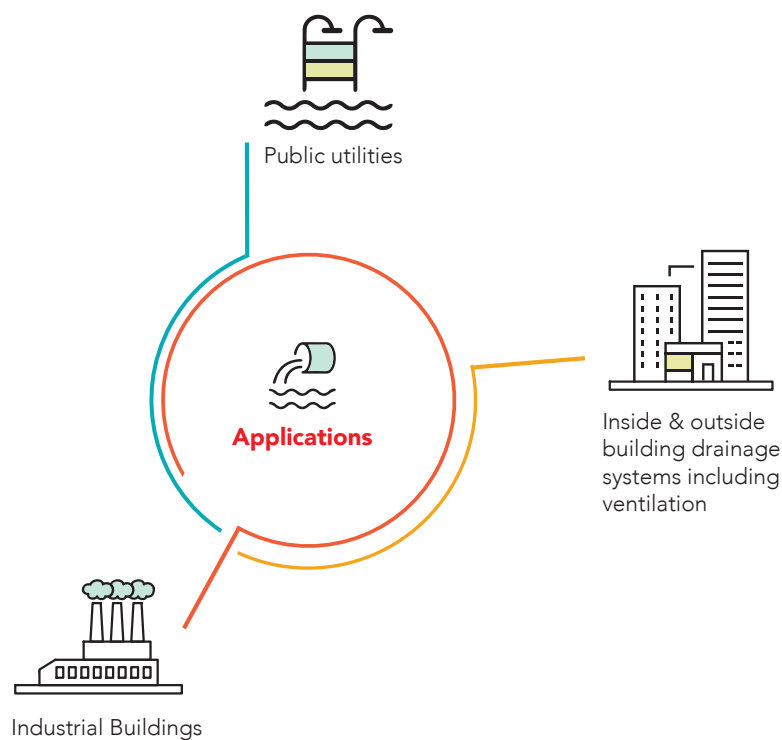 Public utilities
Applications
Inside & outside
building drainage
systems including
ventilation
Industrial Buildings